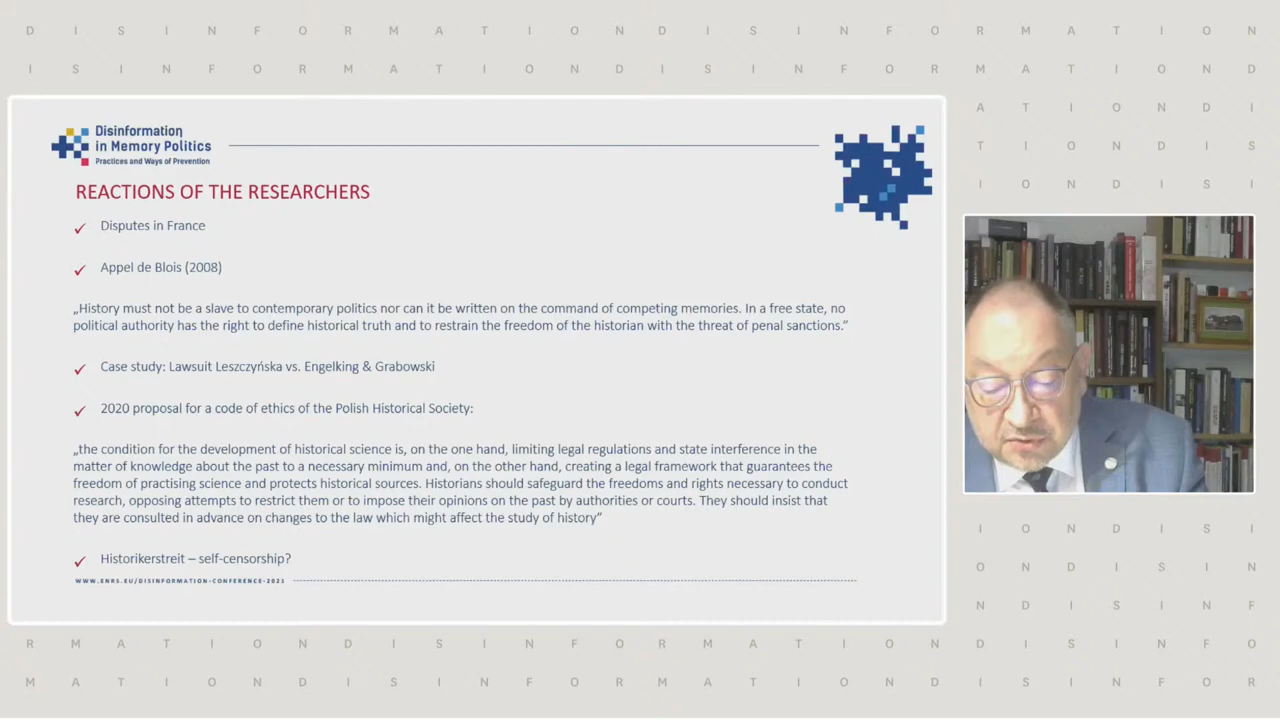 D I S I N F O R M A T I O N D I S I N F O R M A T I O N
I S I N F O R M A T I O N D I S I N F O R M A T I O N D
A T I O N D I
T I O N D I S
I O N D I S I
Disinformation
in Memory Politics
Practices and Ways of Prevention
REACTIONS OF THE RESEARCHERS
✓ Disputes in France
✓ Appel de Blois (2008)
„History must not be a slave to contemporary politics nor can it be written on the command of competing memories. In a free state, no
political authority has the right to define historical truth and to restrain the freedom of the historian with the threat of penal sanctions.”
✓ Case study: Lawsuit Leszczyńska vs. Engelking & Grabowski
✓ 2020 proposal for a code of ethics of the Polish Historical Society:
„the condition for the development of historical science is, on the one hand, limiting legal regulations and state interference in the
matter of knowledge about the past to a necessary minimum and, on the other hand, creating a legal framework that guarantees the
freedom of practising science and protects historical sources. Historians should safeguard the freedoms and rights necessary to conduct
research, opposing attempts to restrict them or to impose their opinions on the past by authorities or courts. They should insist that
they are consulted in advance on changes to the law which might affect the study of history”
✓ Historikerstreit – self-censorship?
WWW.ENRS.EU/DISINFORMATION-CONFERENCE-2021
I O N D I S I
O N D I S I N
N D I S I N F
R M A T I O N D I S I N F O R M A T I O N D I S I N F O
M A T I O N D I S I N F O R M A T I O N D I S I N F O R